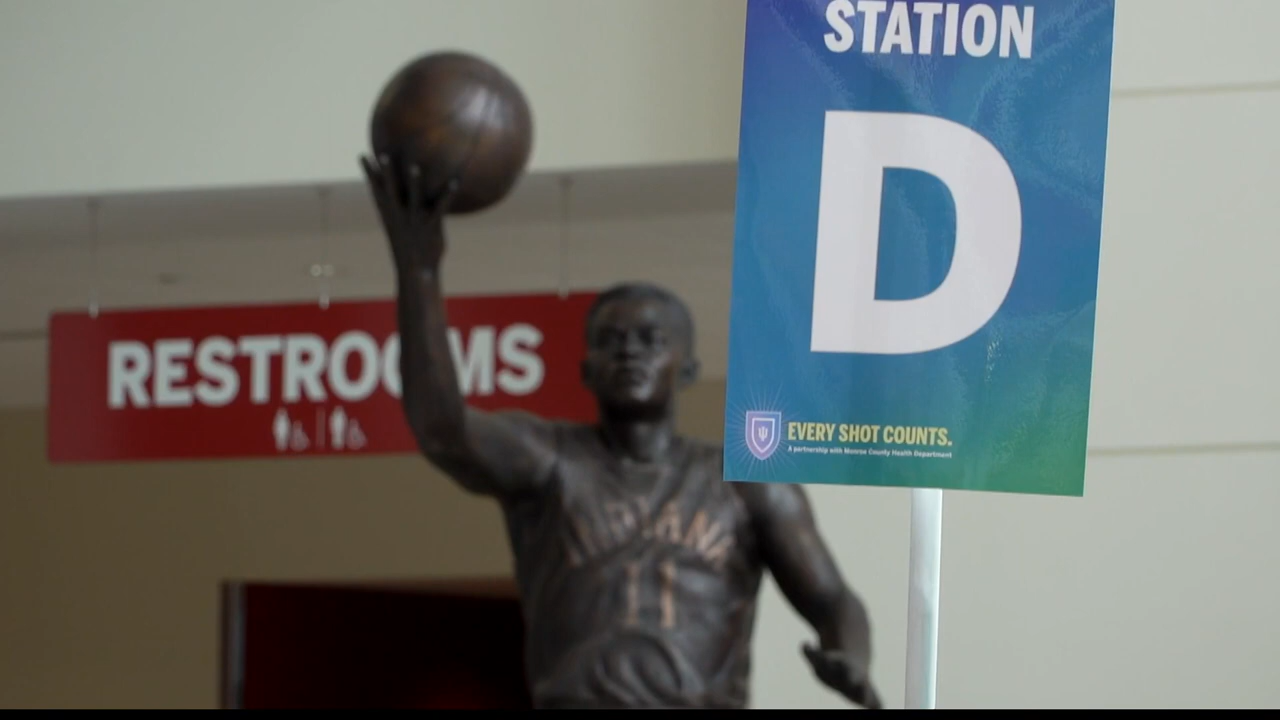 STATION
D
EVERY SHOT COUNTS.
A partnership with Monroe County Health Department
RESTROOMS
INDIANA
11